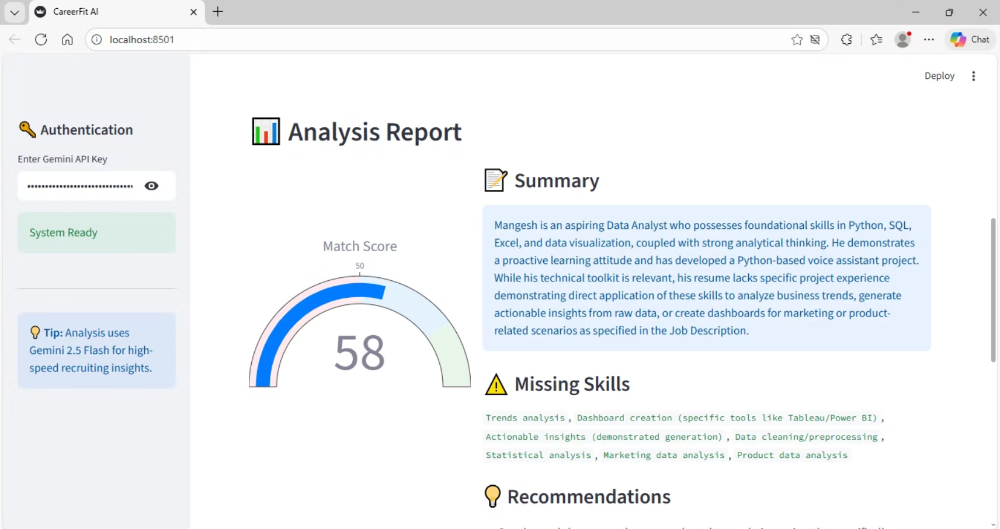 CareerFit AI
localhost:8501
Chat
Deploy
Authentication
Enter Gemini API Key
System Ready
Tip: Analysis uses
Gemini 2.5 Flash for high-
speed recruiting insights.
Analysis Report
Match Score
50
58
Summary
Mangesh is an aspiring Data Analyst who possesses foundational skills in Python, SQL,
Excel, and data visualization, coupled with strong analytical thinking. He demonstrates
a proactive learning attitude and has developed a Python-based voice assistant project.
While his technical toolkit is relevant, his resume lacks specific project experience
demonstrating direct application of these skills to analyze business trends, generate
actionable insights from raw data, or create dashboards for marketing or product-
related scenarios as specified in the Job Description.
Missing Skills
Trends analysis , Dashboard creation (specific tools like Tableau/Power BI) ,
Actionable insights (demonstrated generation) , Data cleaning/preprocessing ,
Statistical analysis , Marketing data analysis , Product data analysis
Recommendations